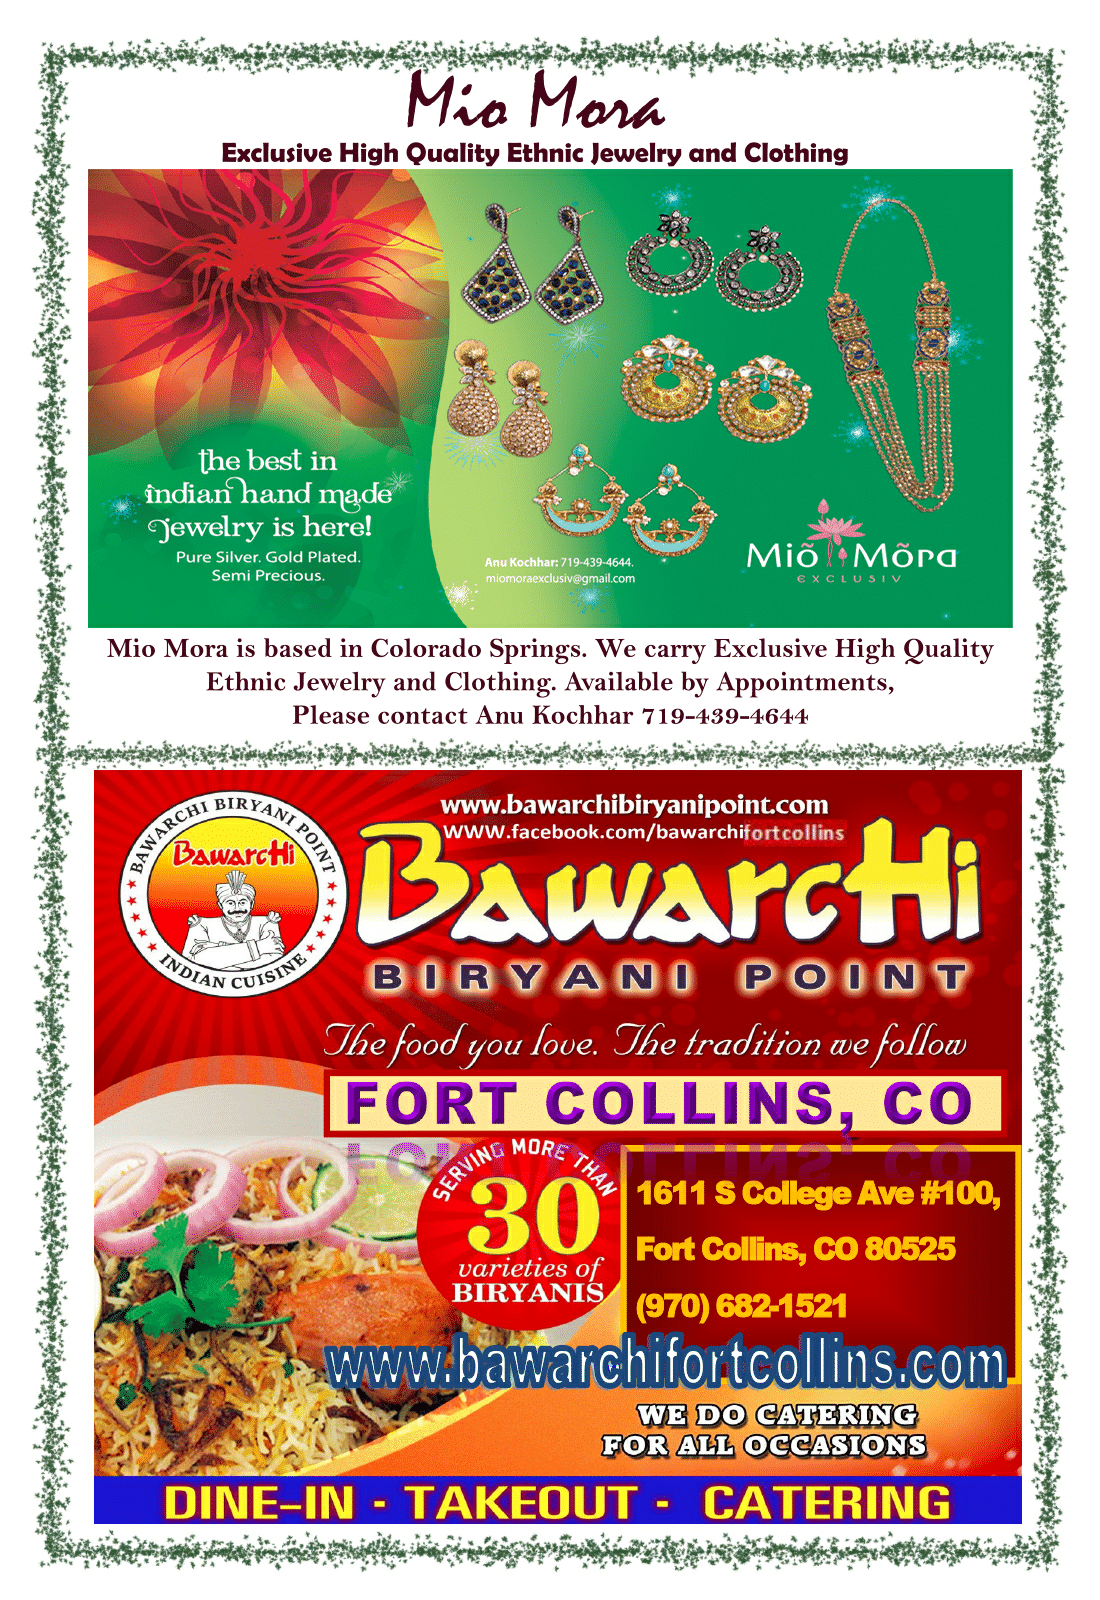 Mio Mora
Exclusive High Quality Ethnic Jewelry and Clothing
the best in
indian hand made
jewelry is here!
Pure Silver. Gold Plated.
Semi Precious.
Anu Kochhar: 719-439-4644.
miomoraexclusiv@gmail.com
Miõ Mõra
EXCLUSIV
Mio Mora is based in Colorado Springs. We carry Exclusive High Quality
Ethnic Jewelry and Clothing. Available by Appointments,
Please contact Anu Kochhar 719-439-4644
BAWARCHI BIRYANI POINT
BawarcHi
INDIAN CUISINE
www.bawarchibiryanipoint.com
www.facebook.com/bawarchifortcollins
BawarcHi
BIRYANI POINT
The food you love. The tradition we follow
FORT COLLINS, CO
SERVING MORE THAN
30
varieties of
BIRYANIS
1611 S College Ave #100,
Fort Collins, CO 80525
(970) 682-1521
www.bawarchifortcollins.com
WE DO CATERING
FOR ALL OCCASIONS
DINE-IN - TAKEOUT - CATERING